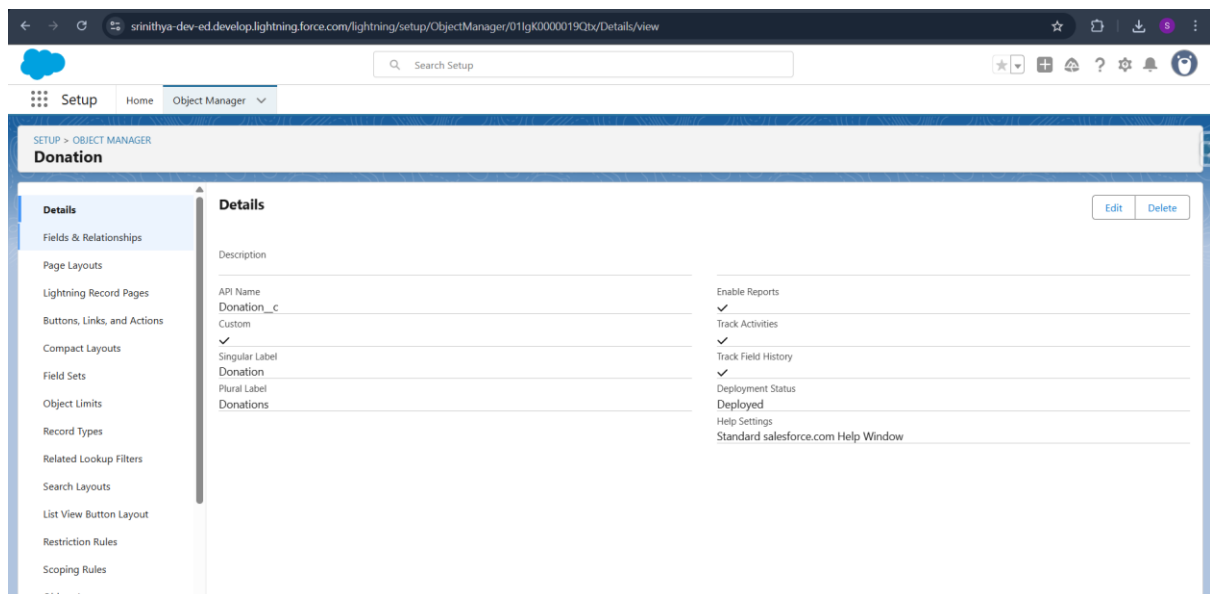 srinithya-dev-ed.develop.lightning.force.com/lightning/setup/ObjectManager/01IgK0000019Qtx/Details/view
S
Search Setup
Setup
Home
Object Manager
SETUP > OBJECT MANAGER
Donation
Details
Fields & Relationships
Page Layouts
Lightning Record Pages
Buttons, Links, and Actions
Compact Layouts
Field Sets
Object Limits
Record Types
Related Lookup Filters
Search Layouts
List View Button Layout
Restriction Rules
Scoping Rules
Details
Edit
Delete
Description
API Name
Donation__c
Custom
Singular Label
Donation
Plural Label
Donations
Enable Reports
Track Activities
Track Field History
Deployment Status
Deployed
Help Settings
Standard salesforce.com Help Window